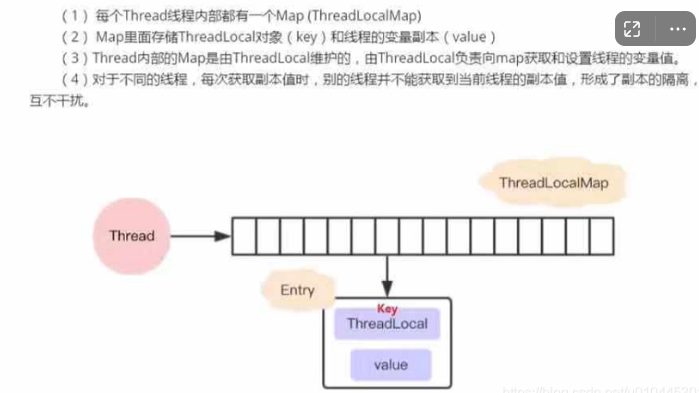 （1） 每个Thread线程内部都有一个Map (ThreadLocalMap)
（2） Map里面存储ThreadLocal对象（key）和线程的变量副本（value）
（3）Thread内部的Map是由ThreadLocal维护的，由ThreadLocal负责向map获取和设置线程的变量值。
（4）对于不同的线程，每次获取副本值时，别的线程并不能获取到当前线程的副本值，形成了副本的隔离，
互不干扰。
ThreadLocalMap
Thread
Entry
Key
ThreadLocal
value